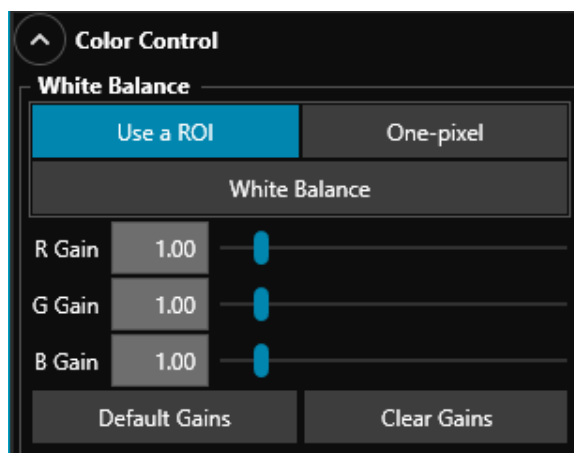 Color Control
White Balance
Use a ROI One-pixel
White Balance
R Gain 1.00
G Gain 1.00
B Gain 1.00
Default Gains Clear Gains